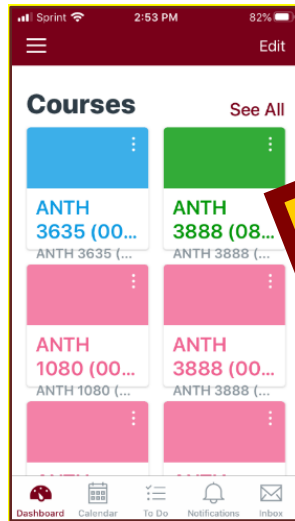 Sprint 2:53 PM 82%
Edit
Courses See All
ANTH
3635 (00...
ANTH 3635 (...
ANTH
3888 (08...
ANTH 3888 (...
ANTH
1080 (00...
ANTH 1080 (...
ANTH
3888 (00...
ANTH 3888 (...
Dashboard Calendar To Do Notifications Inbox